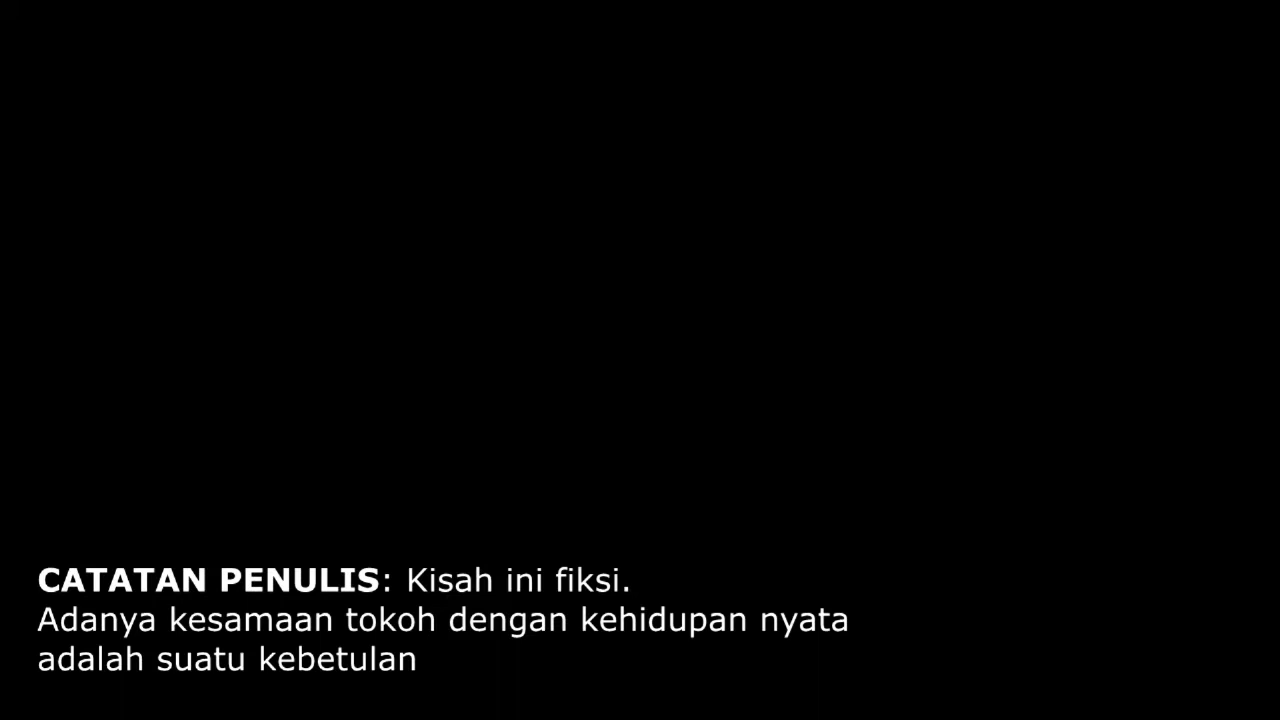 CATATAN PENULIS: Kisah ini fiksi.
Adanya kesamaan tokoh dengan kehidupan nyata
adalah suatu kebetulan